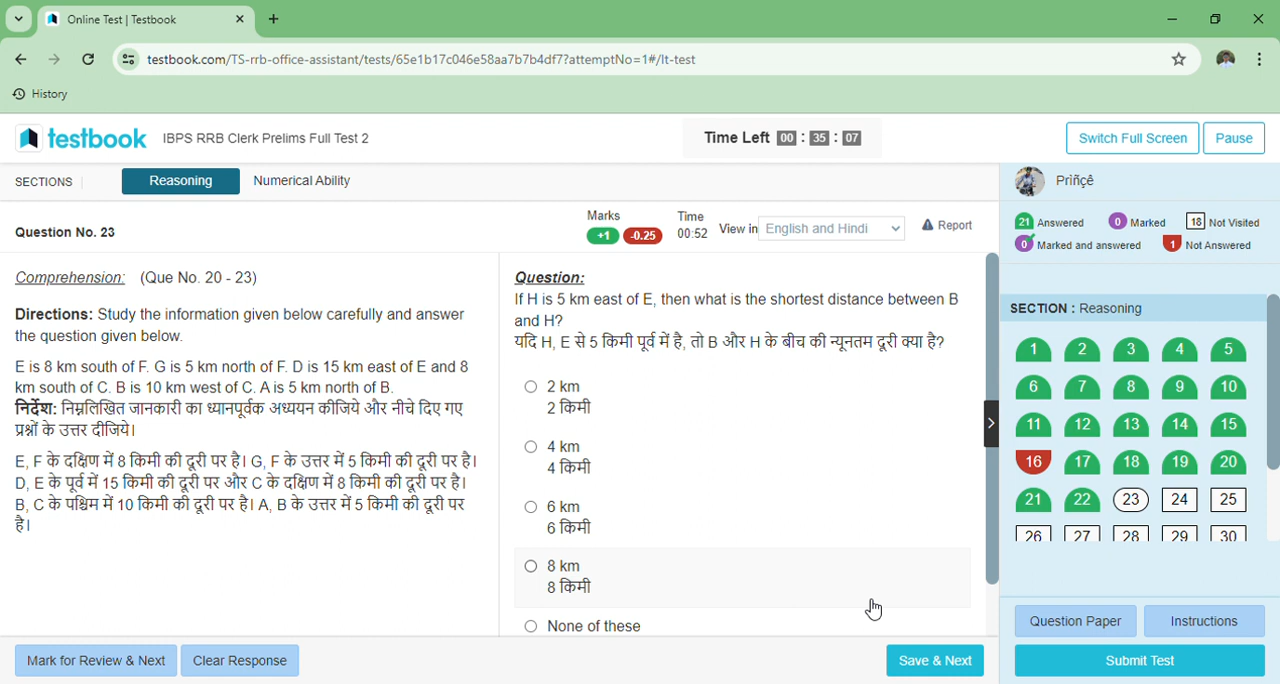 Online Test | Testbook
testbook.com/TS-rrb-office-assistant/tests/65e1b17c046e58aa7b7b4df7?attemptNo=1#/lt-test
History
testbook IBPS RRB Clerk Prelims Full Test 2 Time Left 00 : 35 : 07 Switch Full Screen Pause
SECTIONS Reasoning Numerical Ability Prìñçê
Question No. 23 Marks +1 -0.25 Time 00:52 View in English and Hindi Report
21 Answered 0 Marked 18 Not Visited
0 Marked and answered 1 Not Answered
Comprehension: (Que No. 20 - 23)
Directions: Study the information given below carefully and answer
the question given below.
E is 8 km south of F. G is 5 km north of F. D is 15 km east of E and 8
km south of C. B is 10 km west of C. A is 5 km north of B.
निर्देश: निम्नलिखित जानकारी का ध्यानपूर्वक अध्ययन कीजिये और नीचे दिए गए
प्रश्नों के उत्तर दीजिये।
E, F के दक्षिण में 8 किमी की दूरी पर है। G, F के उत्तर में 5 किमी की दूरी पर है।
D, E के पूर्व में 15 किमी की दूरी पर और C के दक्षिण में 8 किमी की दूरी पर है।
B, C के पश्चिम में 10 किमी की दूरी पर है। A, B के उत्तर में 5 किमी की दूरी पर
है।
Question:
If H is 5 km east of E, then what is the shortest distance between B
and H?
यदि H, E से 5 किमी पूर्व में है, तो B और H के बीच की न्यूनतम दूरी क्या है?
2 km
2 किमी
4 km
4 किमी
6 km
6 किमी
8 km
8 किमी
None of these
SECTION : Reasoning
1 2 3 4 5
6 7 8 9 10
11 12 13 14 15
16 17 18 19 20
21 22 23 24 25
26 27 28 29 30
Question Paper Instructions
Mark for Review & Next Clear Response Save & Next Submit Test